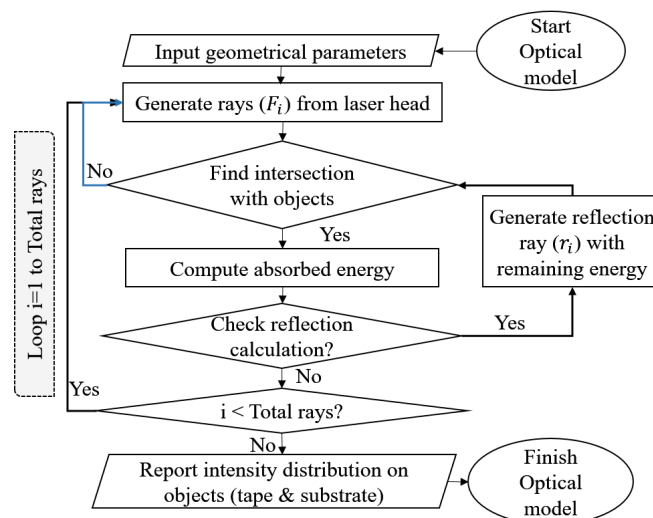 Start
Optical
model
Input geometrical parameters
Generate rays (𝐹𝑖) from laser head
No
Find intersection
with objects
Yes
Generate reflection
ray (𝑟𝑖) with
remaining energy
Compute absorbed energy
Check reflection
calculation?
Yes
No
Loop i=1 to Total rays
Yes
i < Total rays?
No
Report intensity distribution on
objects (tape & substrate)
Finish
Optical
model